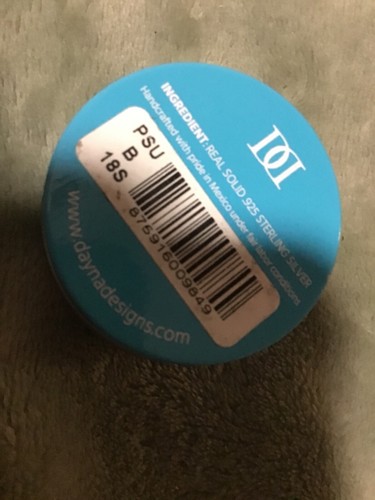 DD
INGREDIENT: REAL SOLID .925 STERLING SILVER
Handcrafted with pride in Mexico under fair labor conditions
PSU
B
18S
875916009849
www.daynadesigns.com